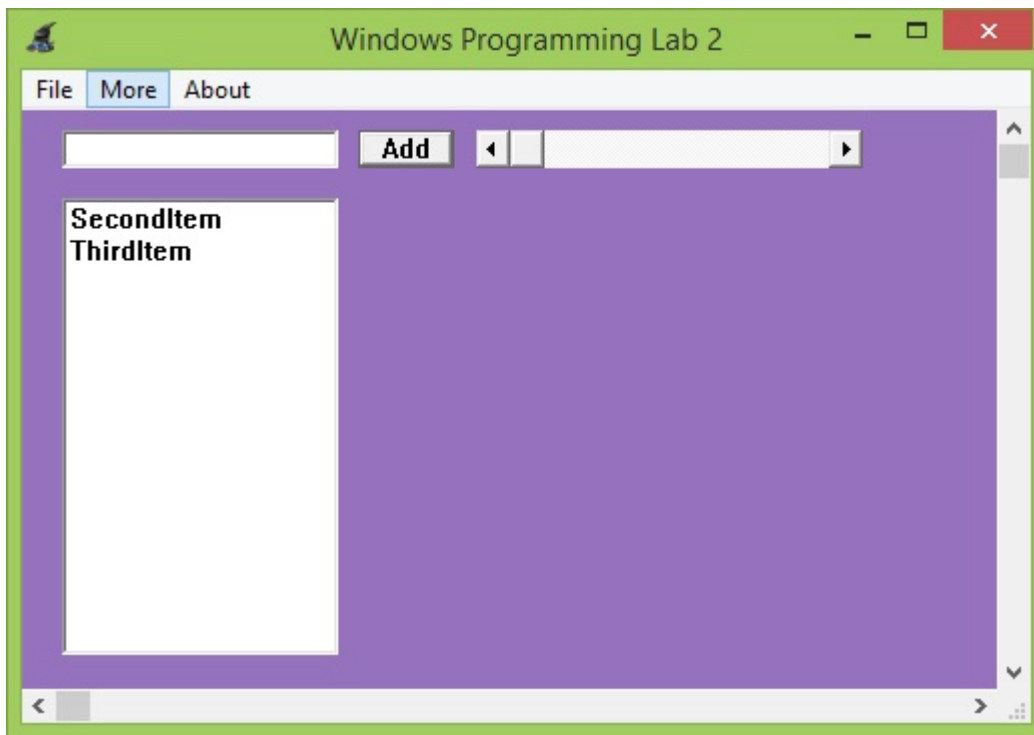 Windows Programming Lab 2
File More About
Add
SecondItem
ThirdItem